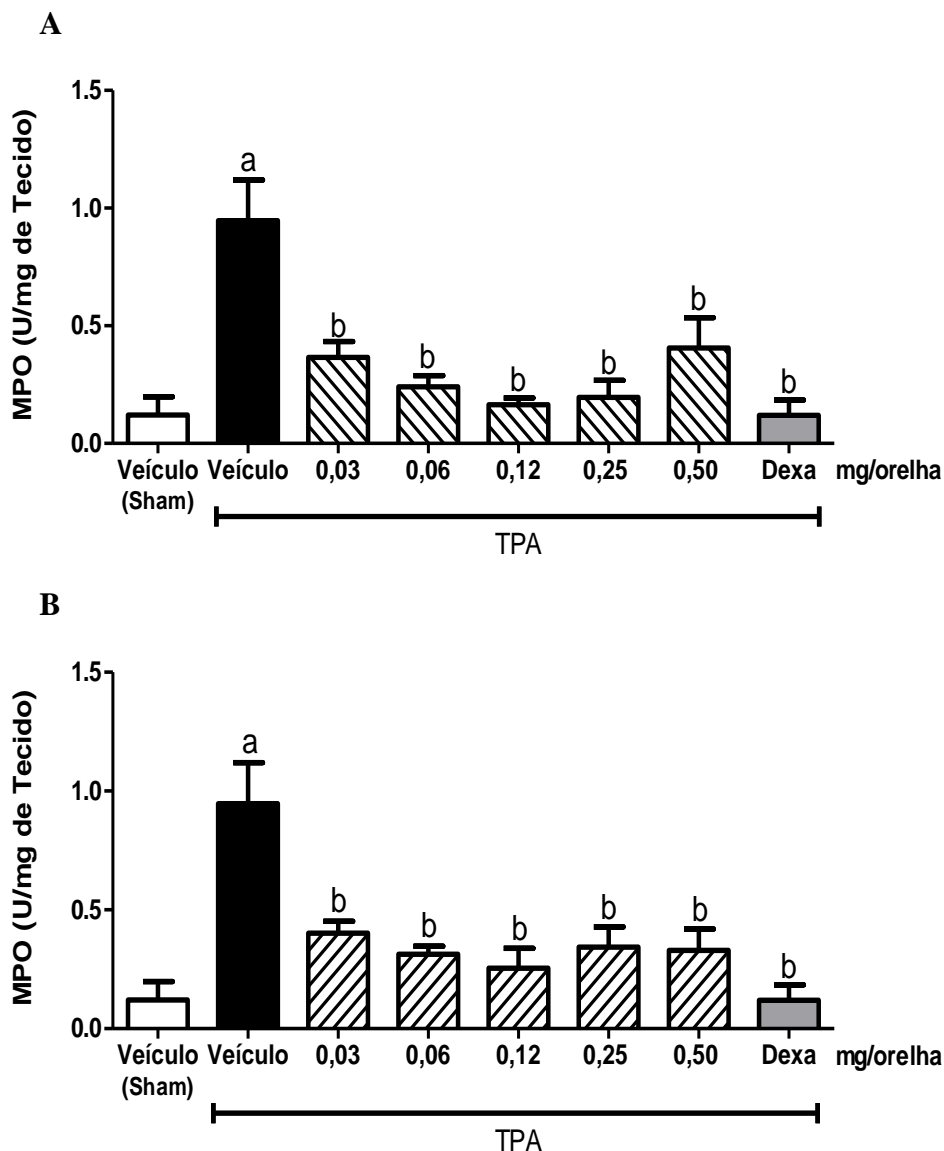 A
MPO (U/mg de Tecido)
1.5
1.0
0.5
0.0
a
b
b
b
b
b
b
Veículo (Sham)
Veículo
0,03
0,06
0,12
0,25
0,50
Dexa
mg/orelha
TPA
B
MPO (U/mg de Tecido)
1.5
1.0
0.5
0.0
a
b
b
b
b
b
b
Veículo (Sham)
Veículo
0,03
0,06
0,12
0,25
0,50
Dexa
mg/orelha
TPA